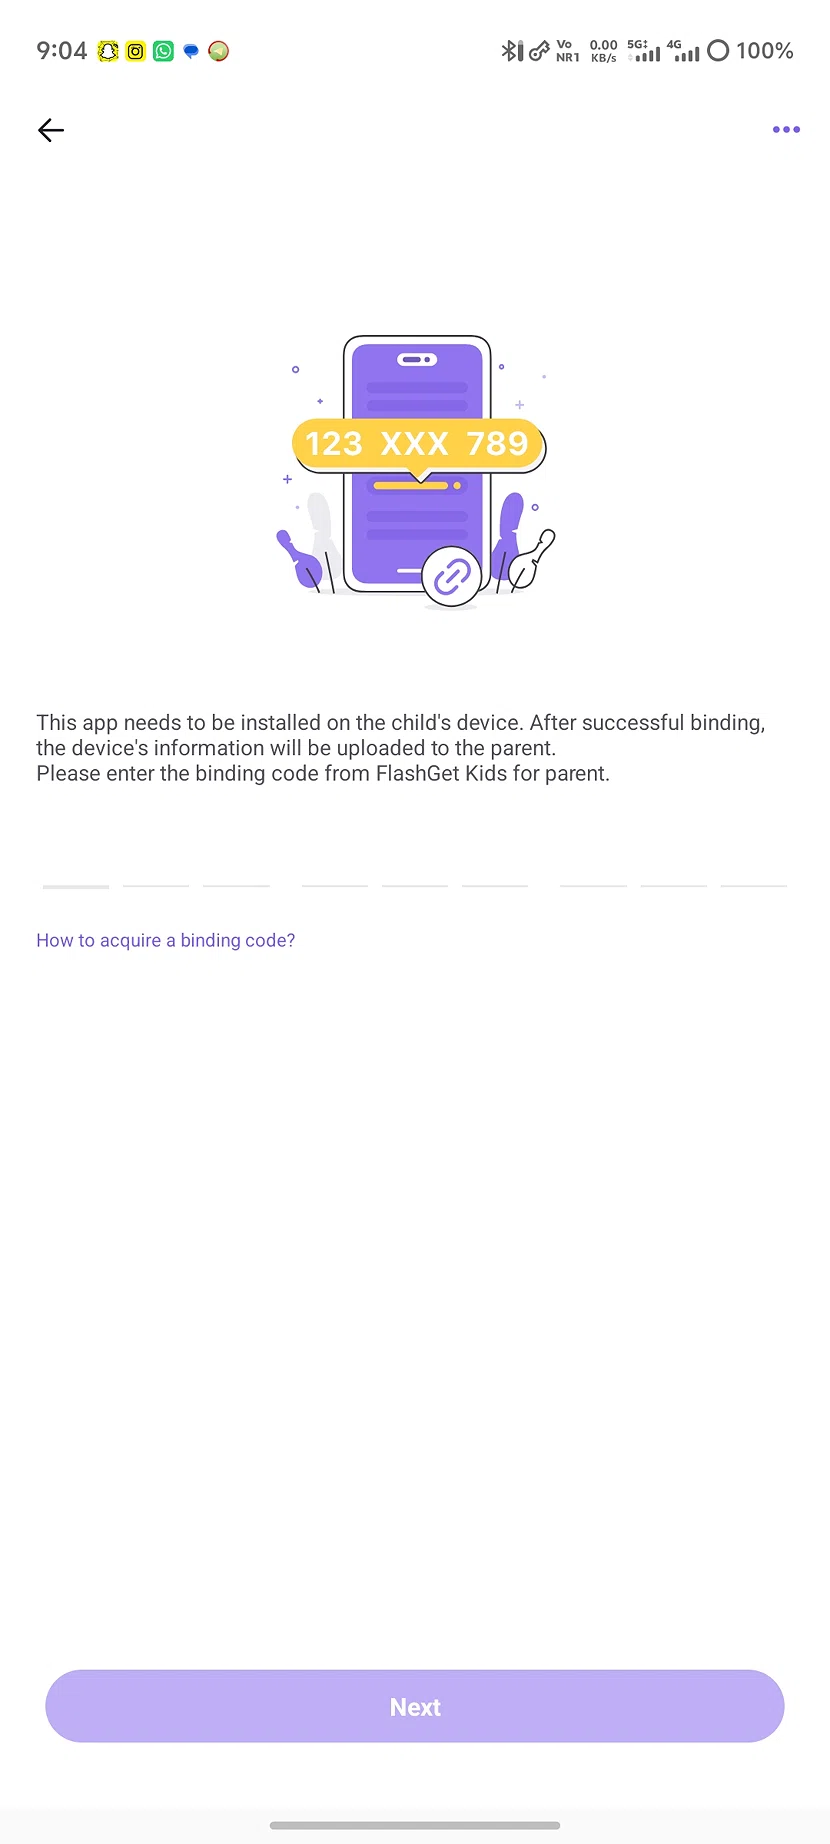 9:04 Vo NR1 0.00 KB/s 5G 4G 100%
123 XXX 789
This app needs to be installed on the child's device. After successful binding,
the device's information will be uploaded to the parent.
Please enter the binding code from FlashGet Kids for parent.
How to acquire a binding code?
Next